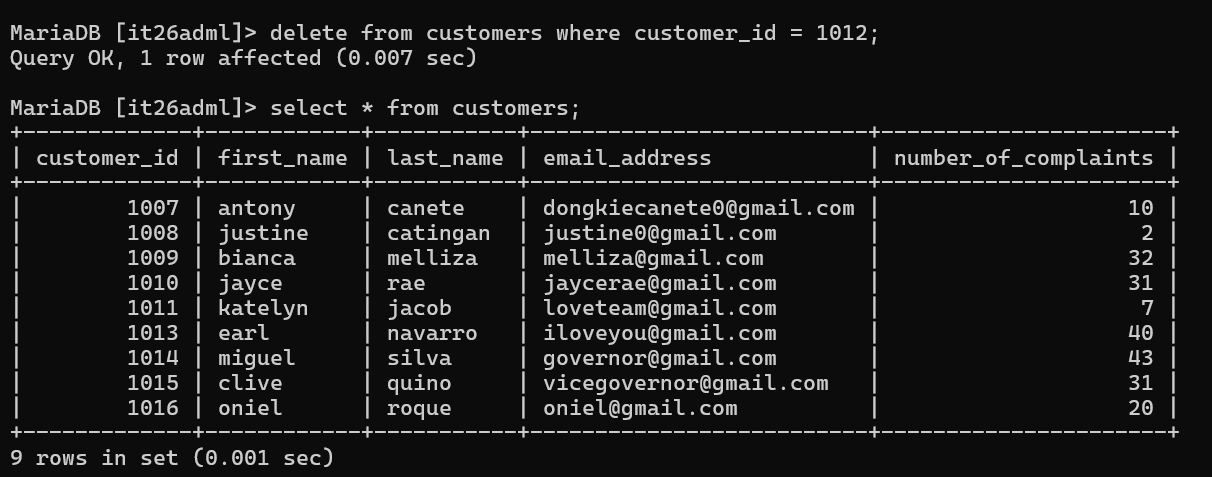 MariaDB [it26adml]> delete from customers where customer_id = 1012;
Query OK, 1 row affected (0.007 sec)
MariaDB [it26adml]> select * from customers;
+-------------+------------+-----------+--------------------------+----------------------+
| customer_id | first_name | last_name | email_address            | number_of_complaints |
+-------------+------------+-----------+--------------------------+----------------------+
|        1007 | antony     | canete    | dongkiecanete0@gmail.com |                   10 |
|        1008 | justine    | catingan  | justine0@gmail.com       |                    2 |
|        1009 | bianca     | melliza   | melliza@gmail.com        |                   32 |
|        1010 | jayce      | rae       | jaycerae@gmail.com       |                   31 |
|        1011 | katelyn    | jacob     | loveteam@gmail.com       |                    7 |
|        1013 | earl       | navarro   | iloveyou@gmail.com       |                   40 |
|        1014 | miguel     | silva     | governor@gmail.com       |                   43 |
|        1015 | clive      | quino     | vicegovernor@gmail.com   |                   31 |
|        1016 | oniel      | roque     | oniel@gmail.com          |                   20 |
+-------------+------------+-----------+--------------------------+----------------------+
9 rows in set (0.001 sec)